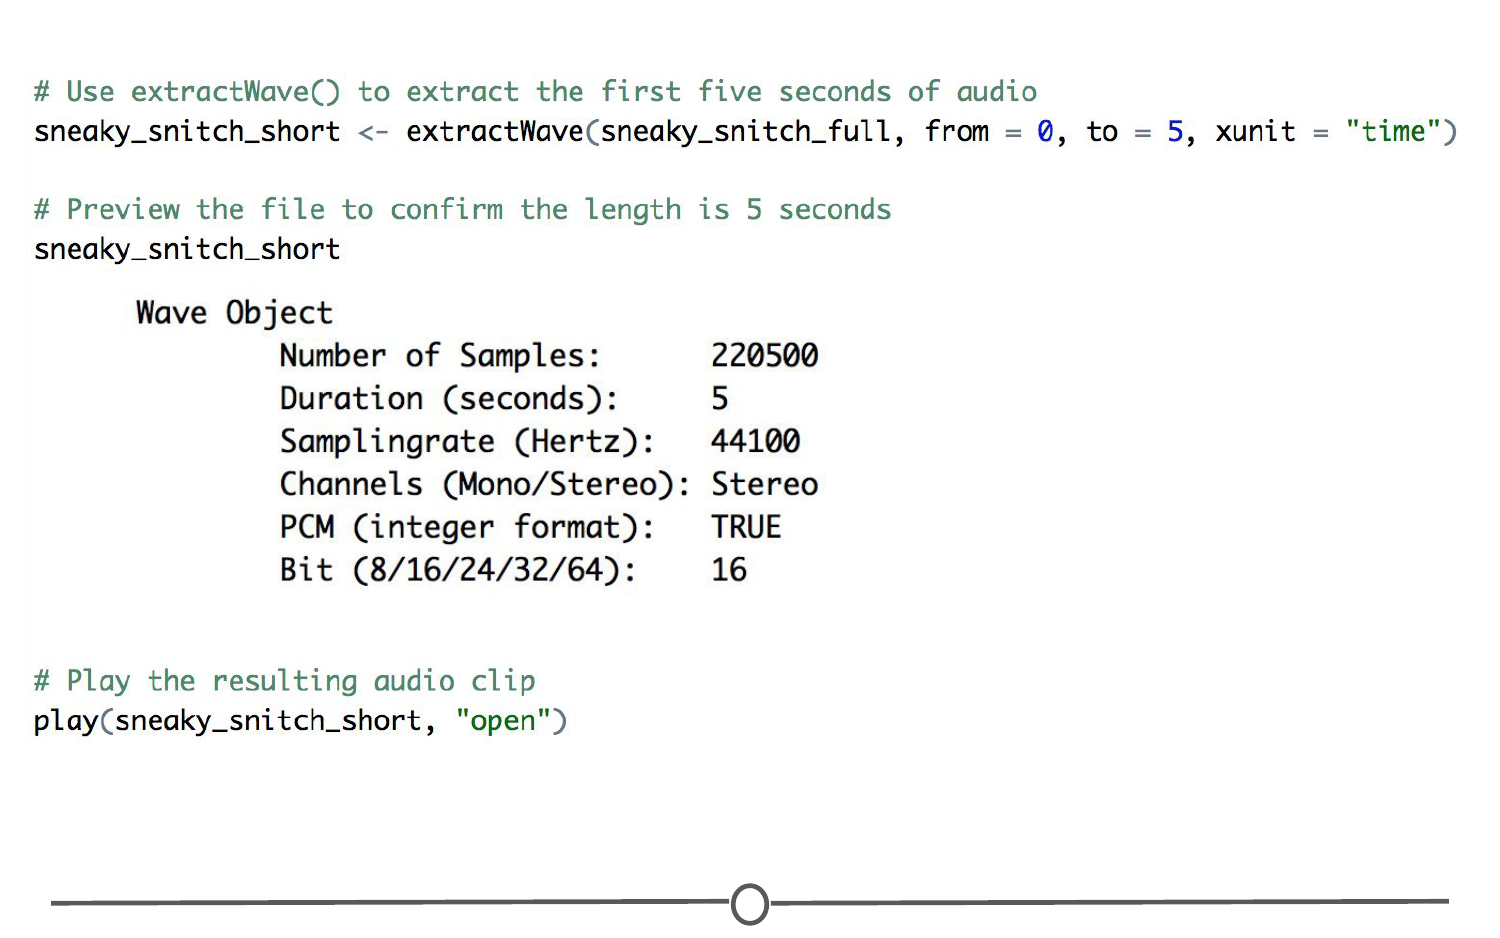 # Use extractWave() to extract the first five seconds of audio
sneaky_snitch_short <- extractWave(sneaky_snitch_full, from = 0, to = 5, xunit = "time")
# Preview the file to confirm the length is 5 seconds
sneaky_snitch_short
Wave Object
Number of Samples: 220500
Duration (seconds): 5
Samplingrate (Hertz): 44100
Channels (Mono/Stereo): Stereo
PCM (integer format): TRUE
Bit (8/16/24/32/64): 16
# Play the resulting audio clip
play(sneaky_snitch_short, "open")